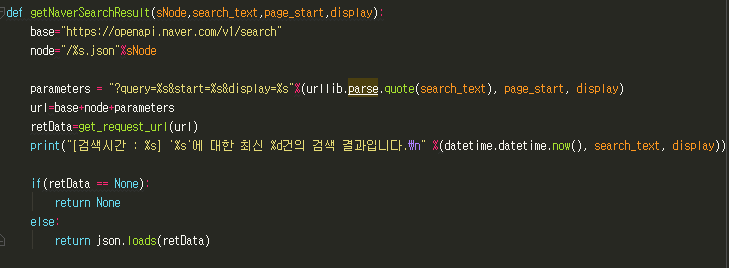 def getNaverSearchResult(sNode,search_text,page_start,display):
    base="https://openapi.naver.com/v1/search"
    node="/%s.json"%sNode

    parameters = "?query=%s&start=%s&display=%s"%(urllib.parse.quote(search_text), page_start, display)
    url=base+node+parameters
    retData=get_request_url(url)
    print("[검색시간 : %s] '%s'에 대한 최신 %d건의 검색 결과입니다.₩n" %(datetime.datetime.now(), search_text, display))

    if(retData == None):
        return None
    else:
        return json.loads(retData)